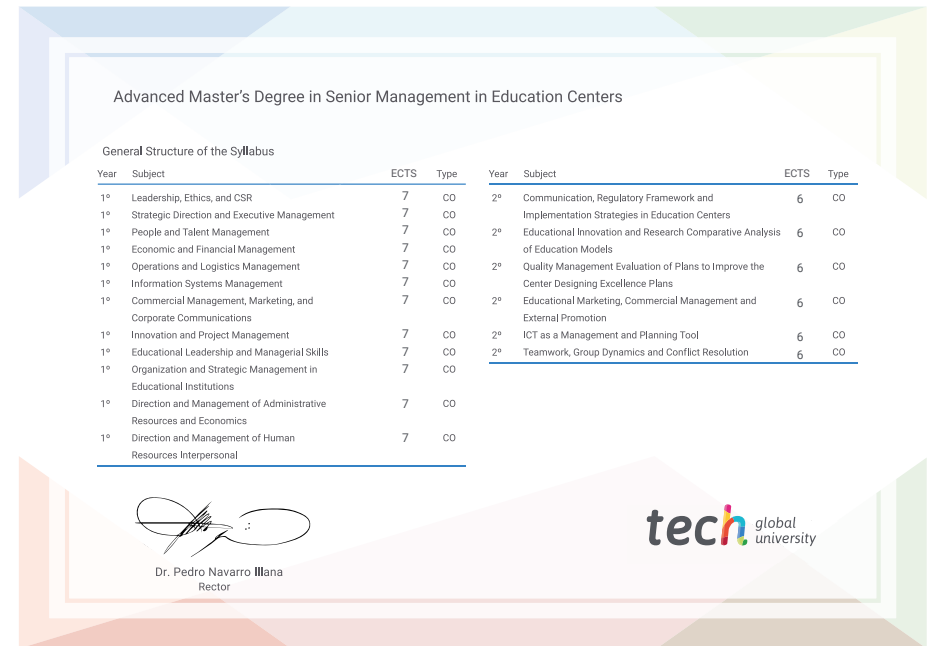 Advanced Master's Degree in Senior Management in Education Centers
General Structure of the Syllabus
Year Subject ECTS Type
1º Leadership, Ethics, and CSR 7 CO
1º Strategic Direction and Executive Management 7 CO
1º People and Talent Management 7 CO
1º Economic and Financial Management 7 CO
1º Operations and Logistics Management 7 CO
1º Information Systems Management 7 CO
1º Commercial Management, Marketing, and 7 CO
Corporate Communications
1º Innovation and Project Management 7 CO
1º Educational Leadership and Managerial Skills 7 CO
1º Organization and Strategic Management in 7 CO
Educational Institutions
1º Direction and Management of Administrative 7 CO
Resources and Economics
1º Direction and Management of Human 7 CO
Resources Interpersonal
Year Subject ECTS Type
2º Communication, Regulatory Framework and 6 CO
Implementation Strategies in Education Centers
2º Educational Innovation and Research Comparative Analysis 6 CO
of Education Models
2º Quality Management Evaluation of Plans to Improve the 6 CO
Center Designing Excellence Plans
2º Educational Marketing, Commercial Management and 6 CO
External Promotion
2º ICT as a Management and Planning Tool 6 CO
2º Teamwork, Group Dynamics and Conflict Resolution 6 CO
Dr. Pedro Navarro Illana
Rector
tech global
university